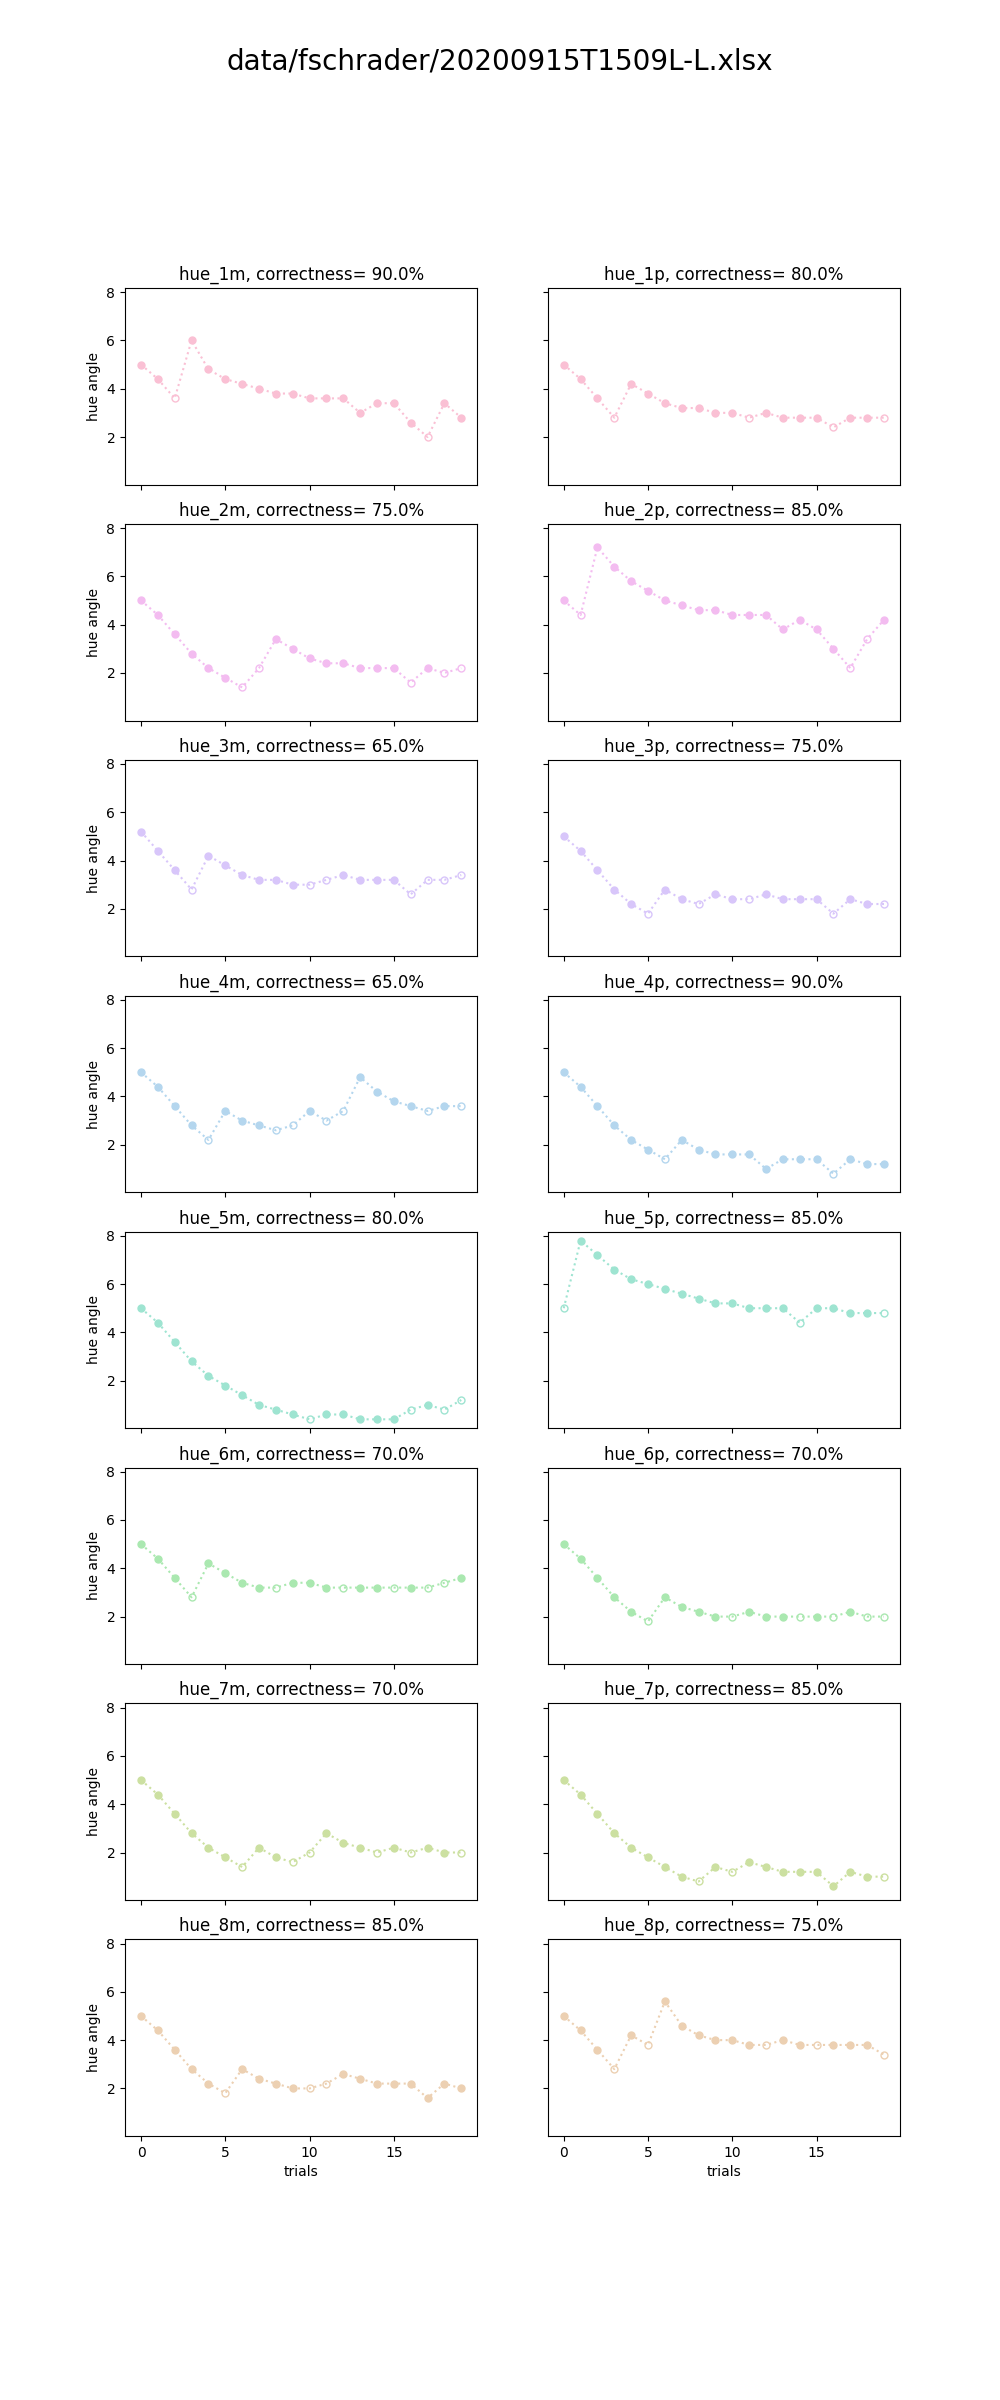 data/fschrader/20200915T1509L-L.xlsx
hue_1m, correctness= 90.0%
hue_1p, correctness= 80.0%
8
6
4
2
hue angle
hue_2m, correctness= 75.0%
hue_2p, correctness= 85.0%
8
6
4
2
hue angle
hue_3m, correctness= 65.0%
hue_3p, correctness= 75.0%
8
6
4
2
hue angle
hue_4m, correctness= 65.0%
hue_4p, correctness= 90.0%
8
6
4
2
hue angle
hue_5m, correctness= 80.0%
hue_5p, correctness= 85.0%
8
6
4
2
hue angle
hue_6m, correctness= 70.0%
hue_6p, correctness= 70.0%
8
6
4
2
hue angle
hue_7m, correctness= 70.0%
hue_7p, correctness= 85.0%
8
6
4
2
hue angle
hue_8m, correctness= 85.0%
hue_8p, correctness= 75.0%
8
6
4
2
hue angle
0 5 10 15
0 5 10 15
trials
trials